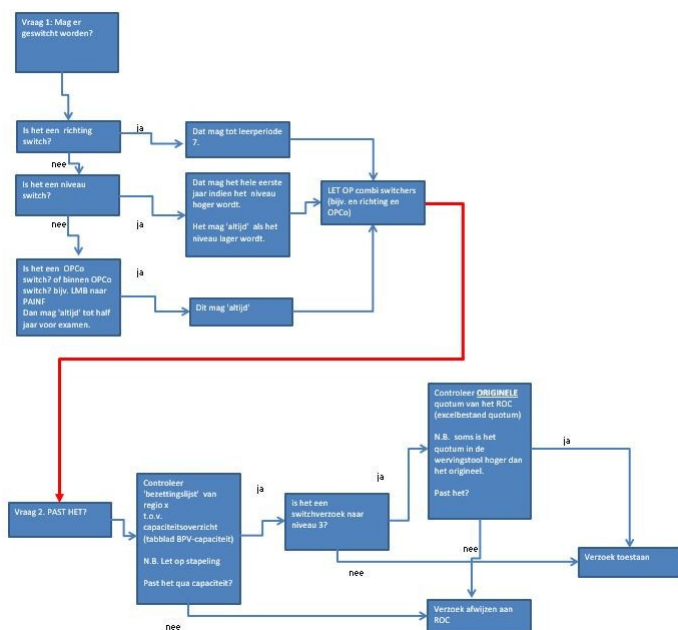 Vraag 1: Mag er
geswitcht worden?
Is het een richting
switch?
ja
Dat mag tot leerperiode
7.
nee
Is het een niveau
switch?
ja
Dat mag het hele eerste
jaar indien het niveau
hoger wordt.
Het mag 'altijd' als het
niveau lager wordt.
LET OP combi switchers
(bijv. en richting en
OPCo)
nee
Is het een OPCo
switch? of binnen OPCo
switch? bijv. LMB naar
PAINF
Dan mag 'altijd' tot half
jaar voor examen.
ja
Dit mag 'altijd'
Vraag 2. PAST HET?
Controleer
'bezettingslijst' van
regio x
t.o.v.
capaciteitsoverzicht
(tabblad BPV-capaciteit)
N.B. Let op stapeling
Past het qua capaciteit?
ja
nee
is het een
switchverzoek naar
niveau 3?
ja
nee
Controleer ORIGINELE
quotum van het ROC
(excelbestand quotum)
N.B. soms is het
quotum in de
wervingstool hoger dan
het origineel.
Past het?
ja
nee
Verzoek toestaan
Verzoek afwijzen aan
ROC